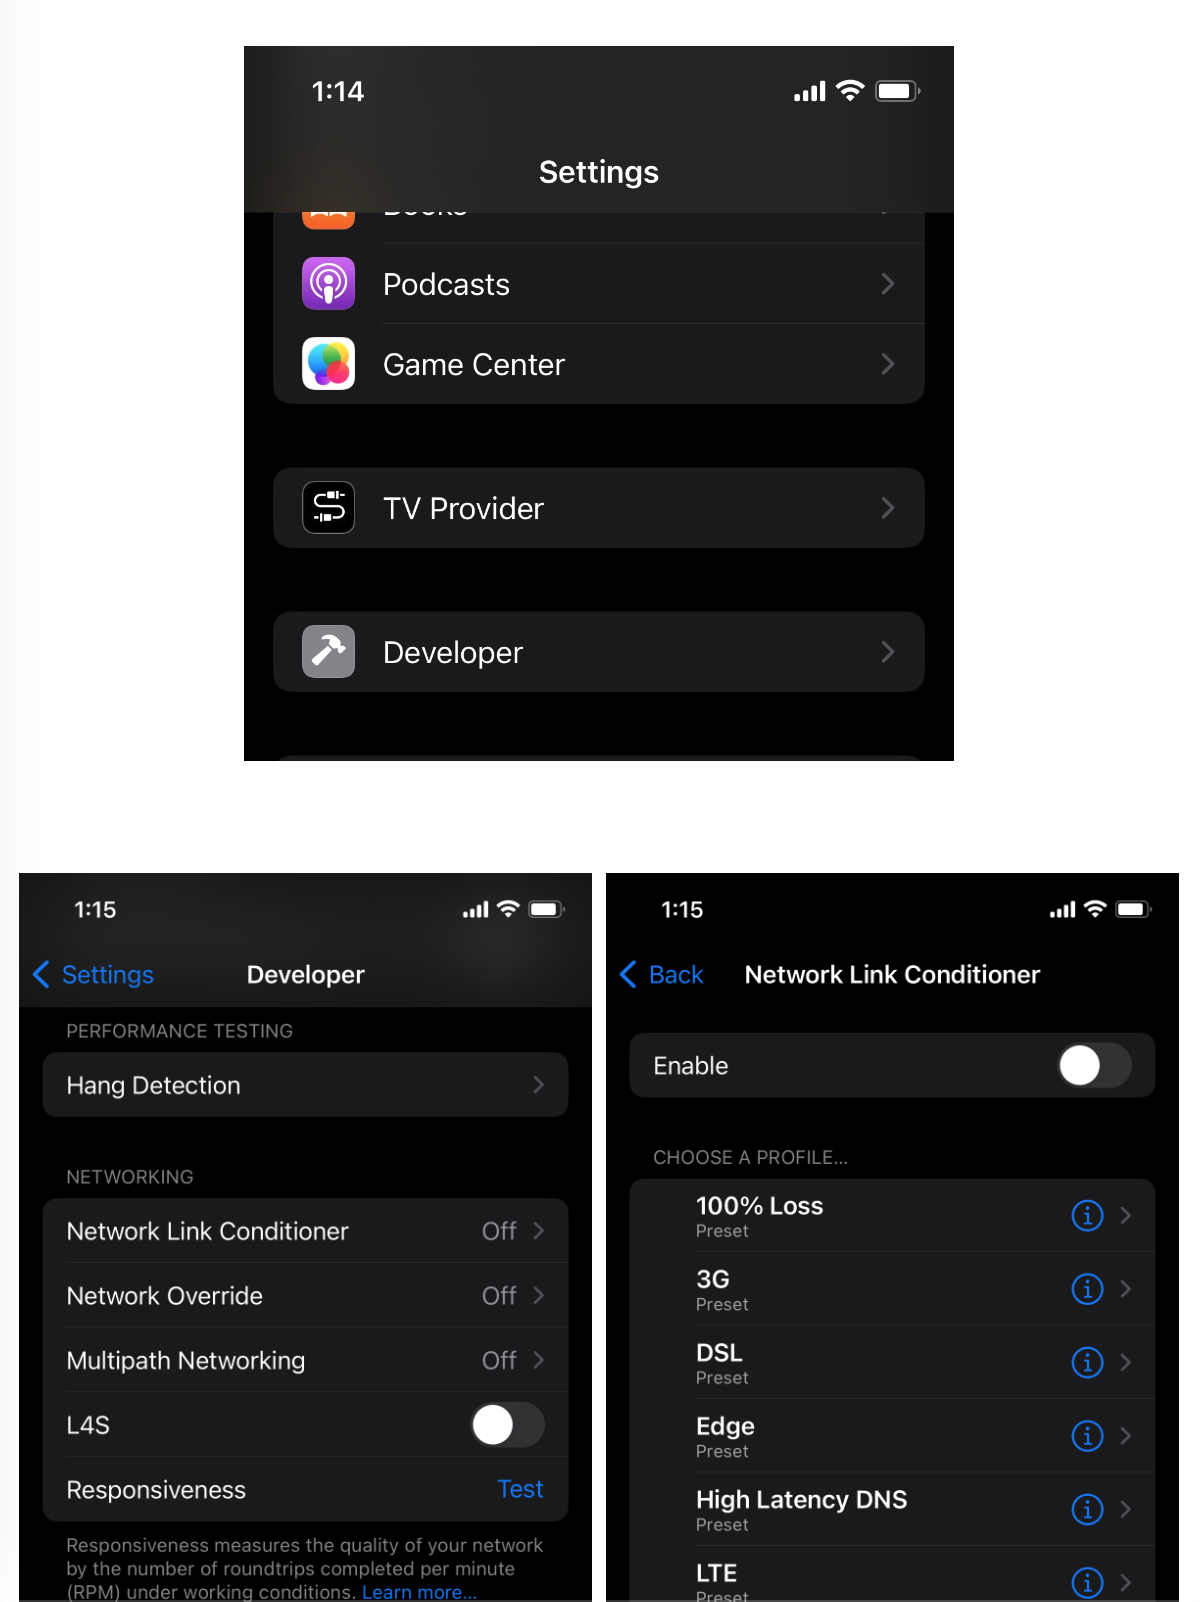 1:14
Settings
Books
Podcasts
Game Center
TV Provider
Developer
1:15
Settings
Developer
PERFORMANCE TESTING
Hang Detection
NETWORKING
Network Link Conditioner Off
Network Override Off
Multipath Networking Off
L4S
Responsiveness Test
Responsiveness measures the quality of your network
by the number of roundtrips completed per minute
(RPM) under working conditions. Learn more...
1:15
Back
Network Link Conditioner
Enable
CHOOSE A PROFILE...
100% Loss
Preset
3G
Preset
DSL
Preset
Edge
Preset
High Latency DNS
Preset
LTE
Preset